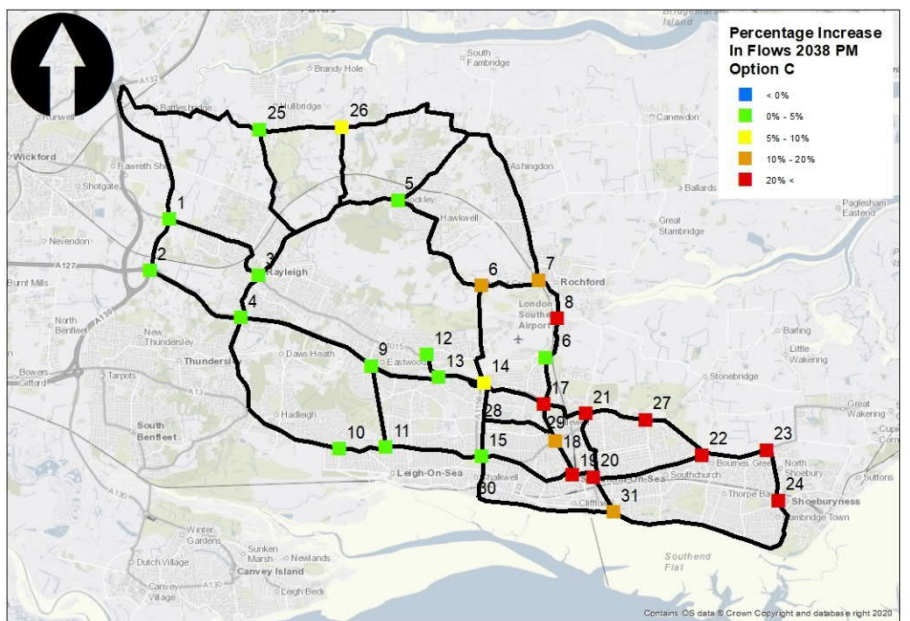 Percentage Increase
In Flows 2038 PM
Option C
< 0%
0% - 5%
5% - 10%
10% - 20%
20% <
South
Fambridge
Brandy Hole
A132
Battlesbridge
Hullbridge
25
26
Canewdon
Wickford
Rawreth
Ashingdon
Shotgate
5
Ballards
Hawkwell
Paglesham
Eastend
1
Great
Stambridge
Nevendon
A127
2
3
Rayleigh
6
7
Rochford
Burnt Mills
London
8
Airport
4
A130
North
Benfleet
New
Thundersley
12
6
Barling
Little
Wakering
Thundersley
Daws Heath
9
Eastwood
13
14
Stonebridge
Bowers
Gifford
Tarpots
17
21
27
Great
Wakering
28
Hadleigh
29
South
Benfleet
10
11
15
18
22
23
North
Shoebury
Bournes Green
Leigh-On-Sea
Chalkwell
19
20
Southchurch
Suttons
24
Thorpe Bay
Shoeburyness
30
31
Cambridge Town
Winter
Gardens
Sunken
Marsh
Newlands
Southend
Flat
Dutch Village
Canvey Island
A130
Canvey
Village
Leigh Beck
Contains OS data © Crown Copyright and database right 2020